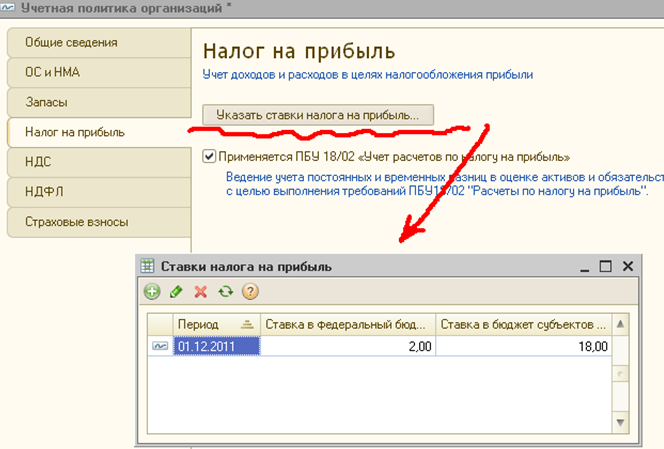 Учетная политика организаций *
Общие сведения
ОС и НМА
Запасы
Налог на прибыль
НДС
НДФЛ
Страховые взносы
Налог на прибыль
Учет доходов и расходов в целях налогообложения прибыли
Указать ставки налога на прибыль...
Применяется ПБУ 18/02 «Учет расчетов по налогу на прибыль»
Ведение учета постоянных и временных разниц в оценке активов и обязательст
с целью выполнения требований ПБУ18/02 "Расчеты по налогу на прибыль".
Ставки налога на прибыль
Период Ставка в федеральный бюд... Ставка в бюджет субъектов ...
01.12.2011 2,00 18,00